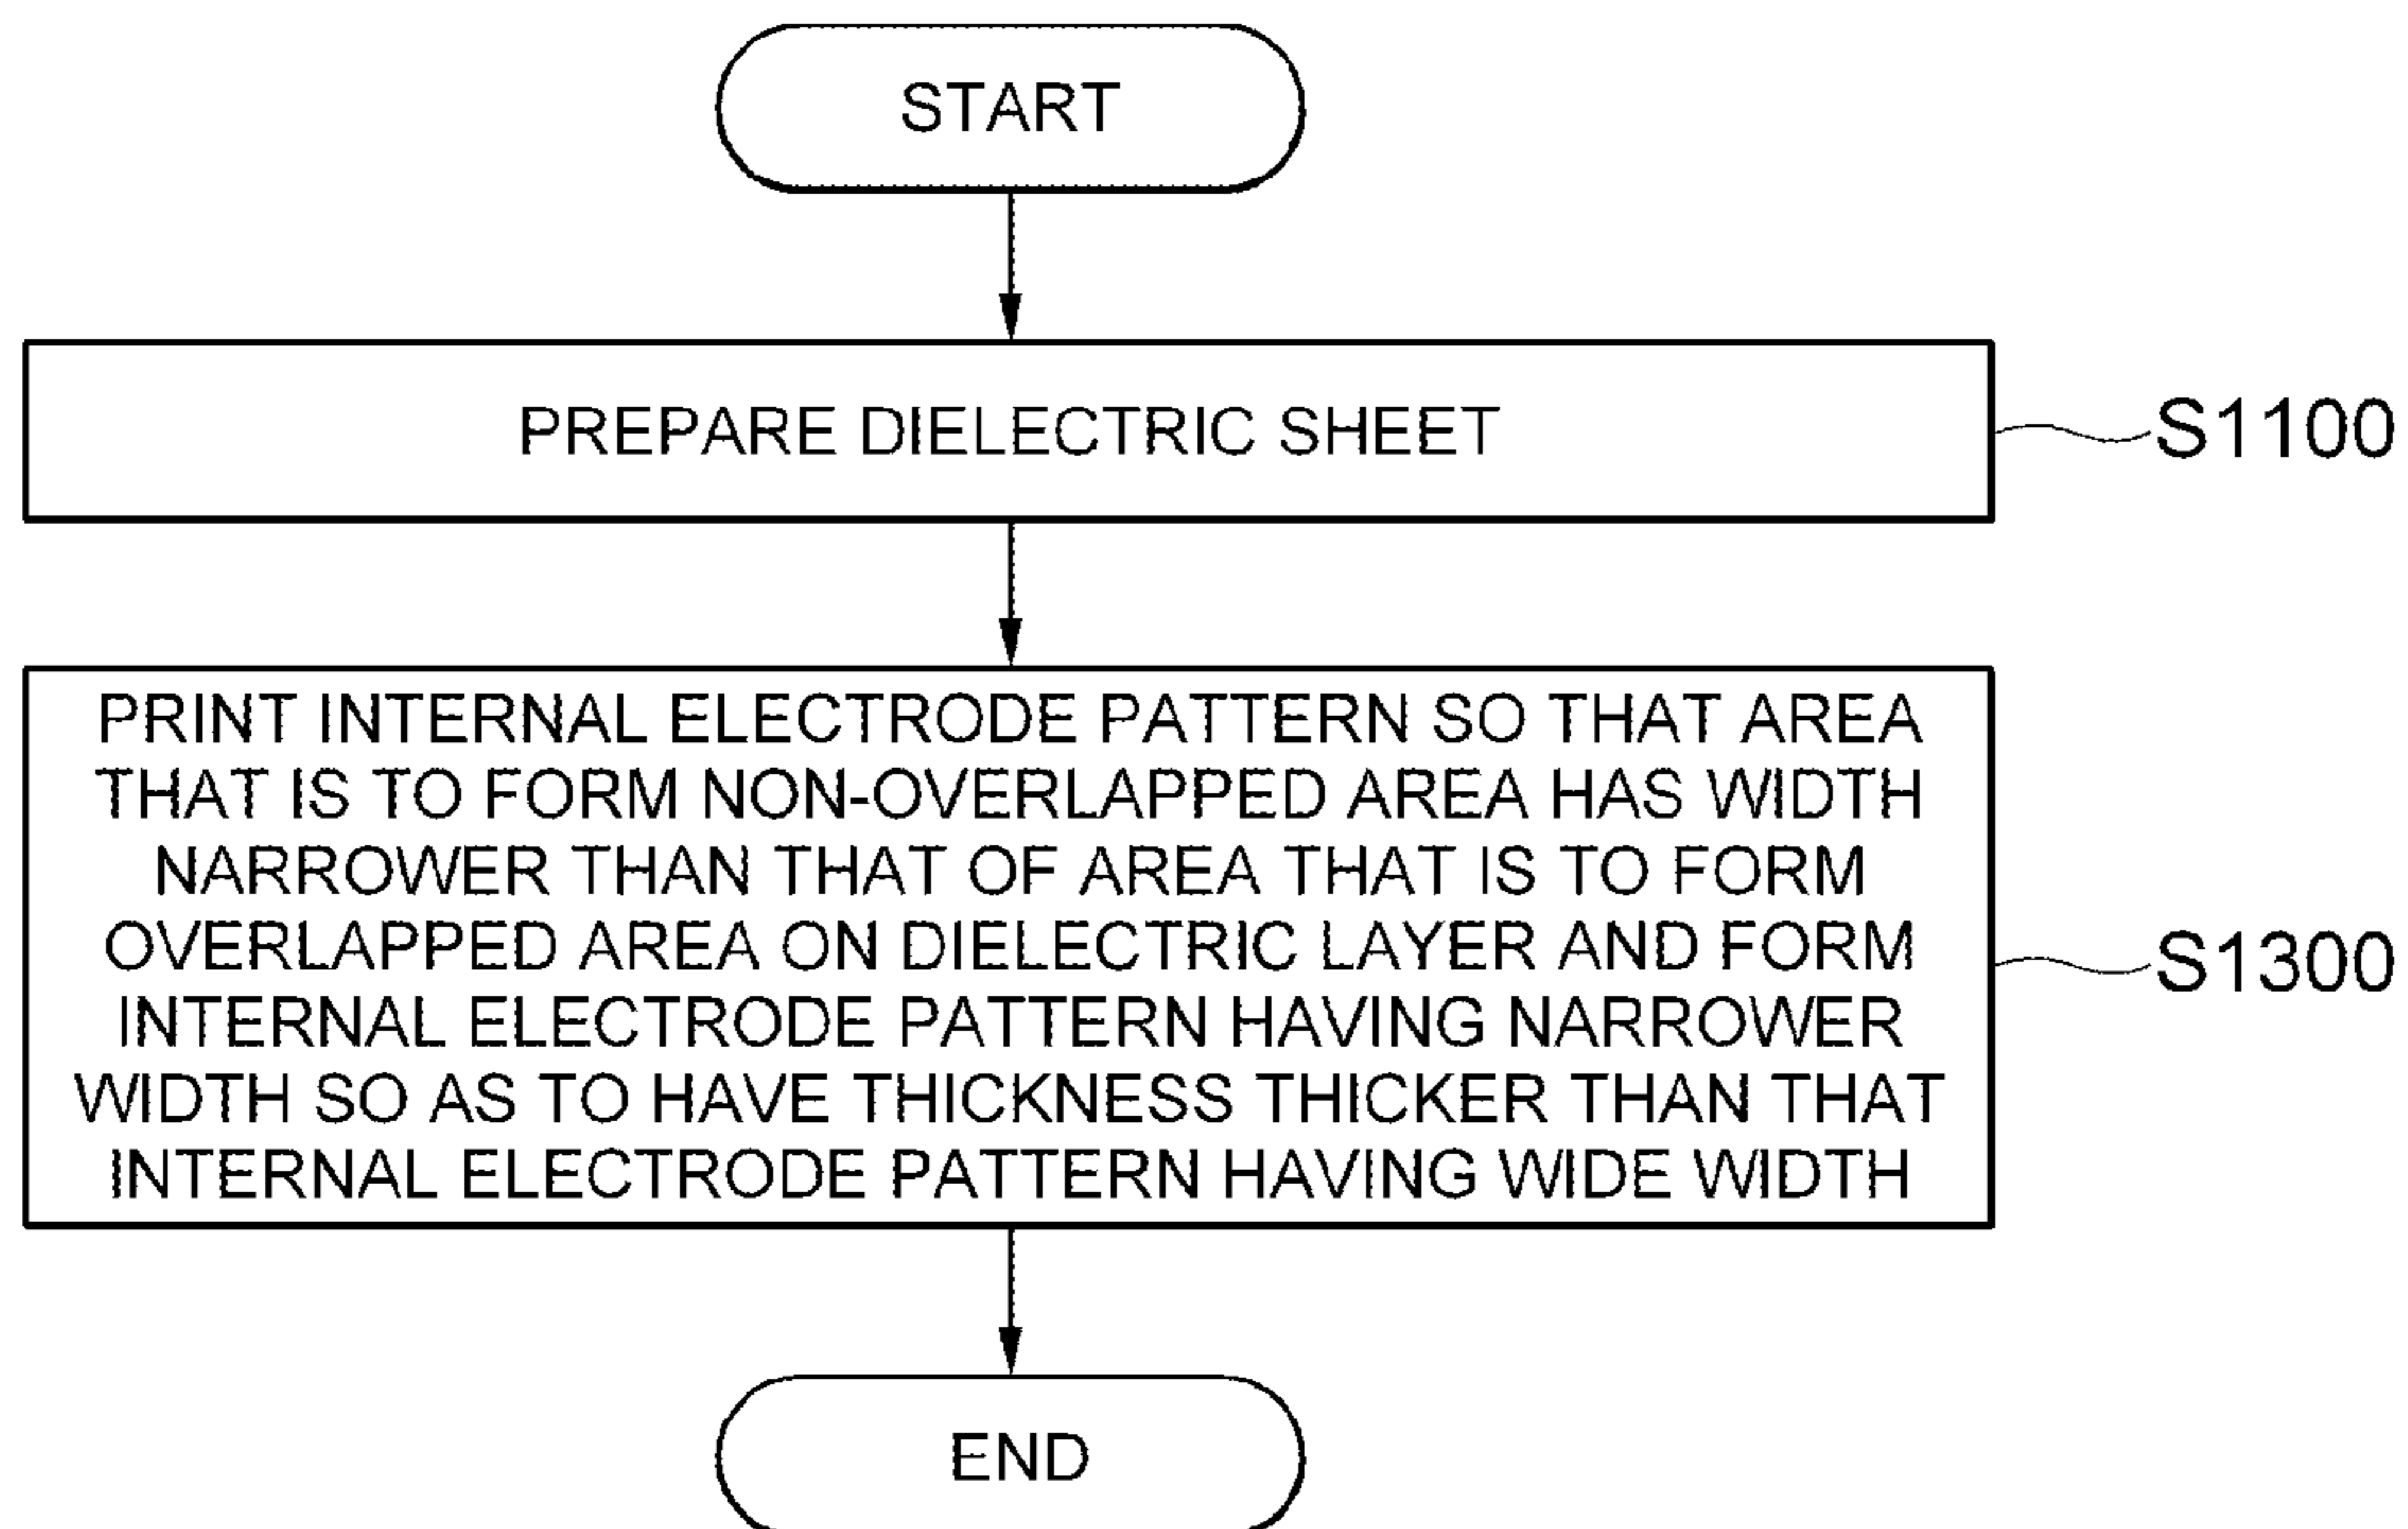 START
PREPARE DIELECTRIC SHEET
S1100
PRINT INTERNAL ELECTRODE PATTERN SO THAT AREA
THAT IS TO FORM NON-OVERLAPPED AREA HAS WIDTH
NARROWER THAN THAT OF AREA THAT IS TO FORM
OVERLAPPED AREA ON DIELECTRIC LAYER AND FORM
INTERNAL ELECTRODE PATTERN HAVING NARROWER
WIDTH SO AS TO HAVE THICKNESS THICKER THAN THAT
INTERNAL ELECTRODE PATTERN HAVING WIDE WIDTH
S1300
END